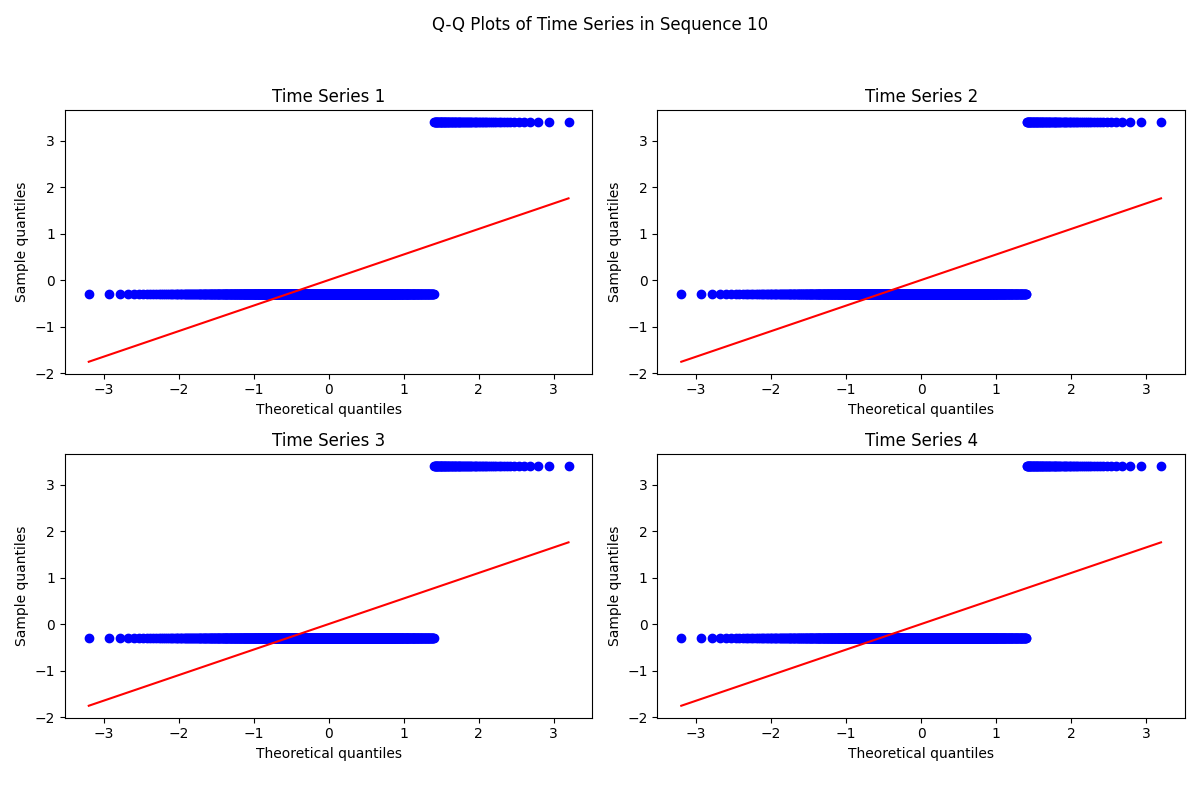 Q-Q Plots of Time Series in Sequence 10
Time Series 1
Sample quantiles
3
2
1
0
−1
−2
−3 −2 −1 0 1 2 3
Theoretical quantiles
Time Series 2
Sample quantiles
3
2
1
0
−1
−2
−3 −2 −1 0 1 2 3
Theoretical quantiles
Time Series 3
Sample quantiles
3
2
1
0
−1
−2
−3 −2 −1 0 1 2 3
Theoretical quantiles
Time Series 4
Sample quantiles
3
2
1
0
−1
−2
−3 −2 −1 0 1 2 3
Theoretical quantiles